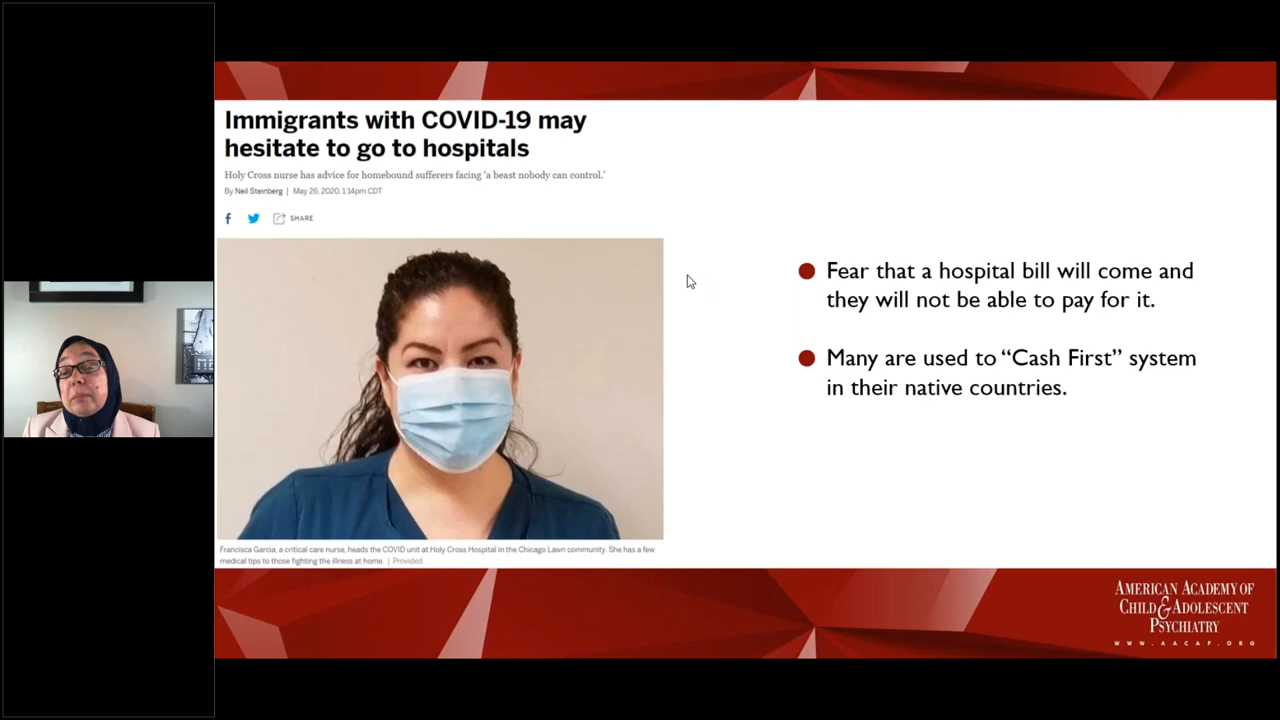 Immigrants with COVID-19 may
hesitate to go to hospitals
Holy Cross nurse has advice for homebound sufferers facing ‘a beast nobody can control.’
By Neil Steinberg | May 26, 2020, 1:14pm CDT
SHARE
Francisca Garcia, a critical care nurse, heads the COVID unit at Holy Cross Hospital in the Chicago Lawn community. She has a few
medical tips to those fighting the illness at home. | Provided
Fear that a hospital bill will come and
they will not be able to pay for it.
Many are used to “Cash First” system
in their native countries.
AMERICAN ACADEMY OF
CHILD & ADOLESCENT
PSYCHIATRY
WWW.AACAP.ORG